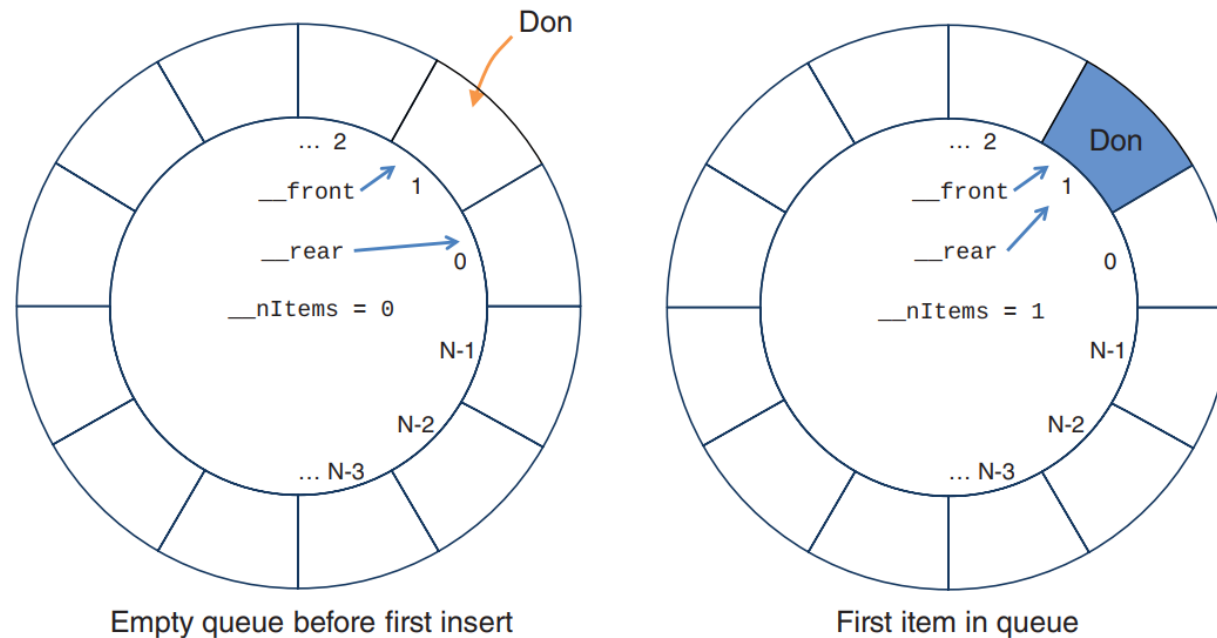 Don
... 2
__front
1
__rear
0
__nItems = 0
N-1
N-2
... N-3
Empty queue before first insert
Don
... 2
__front
1
__rear
0
__nItems = 1
N-1
N-2
... N-3
First item in queue